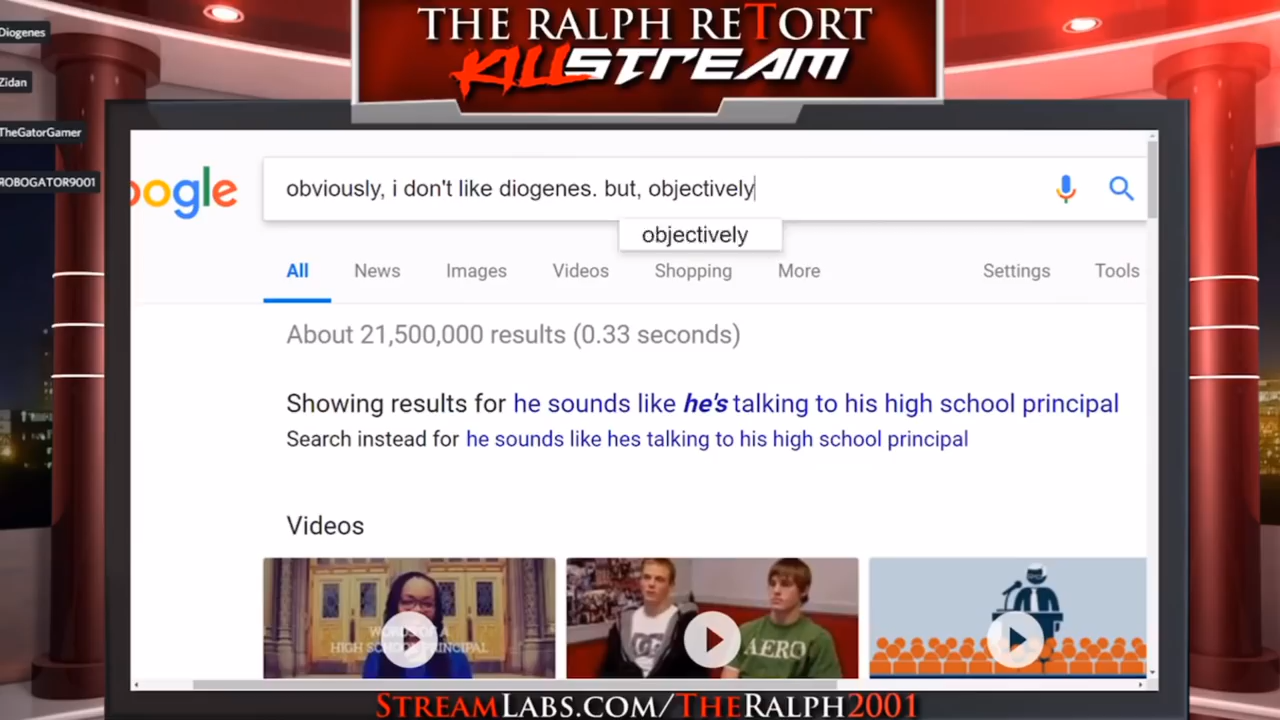 THE RALPH RETORT
KILLSTREAM
Diogenes
Zidan
TheGatorGamer
ROBOGATOR9001
oogle
obviously, i don't like diogenes. but, objectively
objectively
All News Images Videos Shopping More Settings Tools
About 21,500,000 results (0.33 seconds)
Showing results for he sounds like he's talking to his high school principal
Search instead for he sounds like hes talking to his high school principal
Videos
WORDS OF A
HIGH SCHOOL PRINCIPAL
AERO
STREAMLABS.COM/THERALPH2001